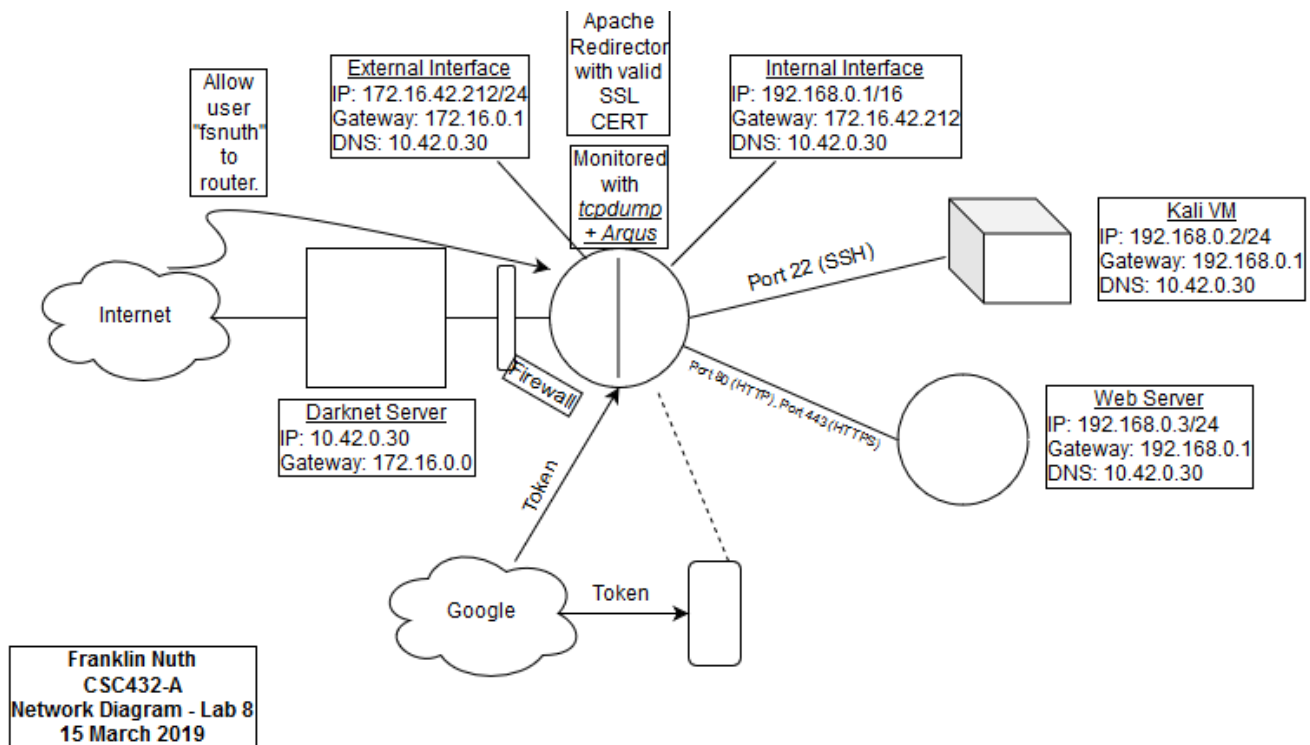 Apache
Redirector
with valid
SSL
CERT
External Interface
IP: 172.16.42.212/24
Gateway: 172.16.0.1
DNS: 10.42.0.30
Internal Interface
IP: 192.168.0.1/16
Gateway: 172.16.42.212
DNS: 10.42.0.30
Allow
user
"fsnuth"
to
router.
Monitored
with
tcpdump
+ Argus
Kali VM
IP: 192.168.0.2/24
Gateway: 192.168.0.1
DNS: 10.42.0.30
Port 22 (SSH)
Internet
Firewall
Port 80 (HTTP), Port 443 (HTTPS)
Darknet Server
IP: 10.42.0.30
Gateway: 172.16.0.0
Web Server
IP: 192.168.0.3/24
Gateway: 192.168.0.1
DNS: 10.42.0.30
Token
Google
Token
Franklin Nuth
CSC432-A
Network Diagram - Lab 8
15 March 2019